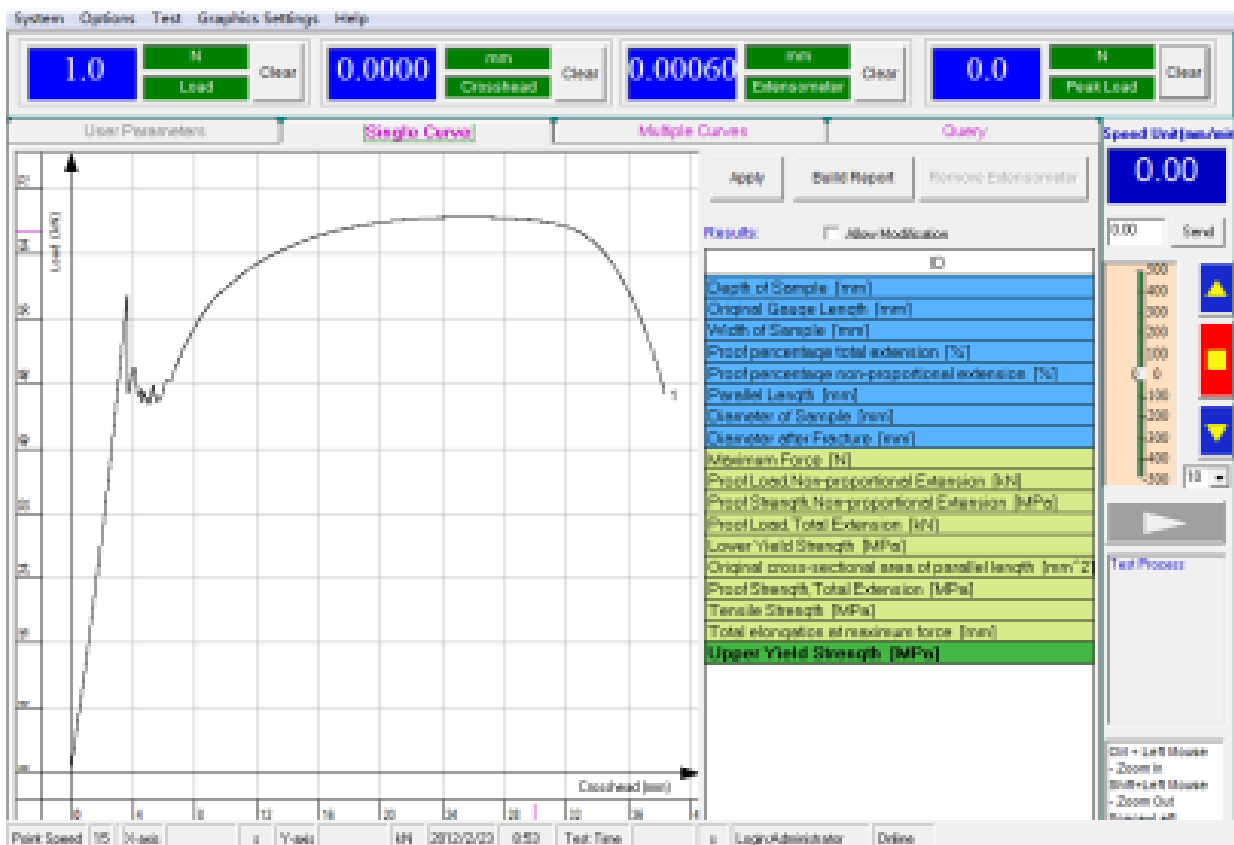 System Options Test Graphics Settings Help
1.0 N Load Clear
0.0000 mm Crosshead Clear
0.00060 mm Extensometer Clear
0.0 N Peak Load Clear
User Parameters Single Curve Multiple Curves Query
Speed Unit(mm/min)
0.00
0.00 Send
Apply Build Report Remove Extensometer
Results: Allow Modification
ID
Depth of Sample [mm]
Original Gauge Length [mm]
Width of Sample [mm]
Proof percentage total extension [%]
Proof percentage non-proportional extension [%]
Parallel Length [mm]
Diameter of Sample [mm]
Diameter after Fracture [mm]
Maximum Force [N]
Proof Load,Non-proportional Extension [kN]
Proof Strength,Non-proportional Extension [MPa]
Proof Load,Total Extension [kN]
Lower Yield Strength [MPa]
Original cross-sectional area of parallel length [mm^2]
Proof Strength,Total Extension [MPa]
Tensile Strength [MPa]
Total elongation at maximum force [mm]
Upper Yield Strength [MPa]
400
300
200
100
0
100
200
300
400
10
Test Process
Ctrl + Left Mouse
- Zoom In
Shift+Left Mouse
- Zoom Out
Load (kN)
1
Crosshead (mm)
0 4 8 12 16 20 24 28 32 36 4
Point Speed 1/5 X-axis s Y-axis kN 2012/2/23 8:53 Test Time s Login:Administrator Online